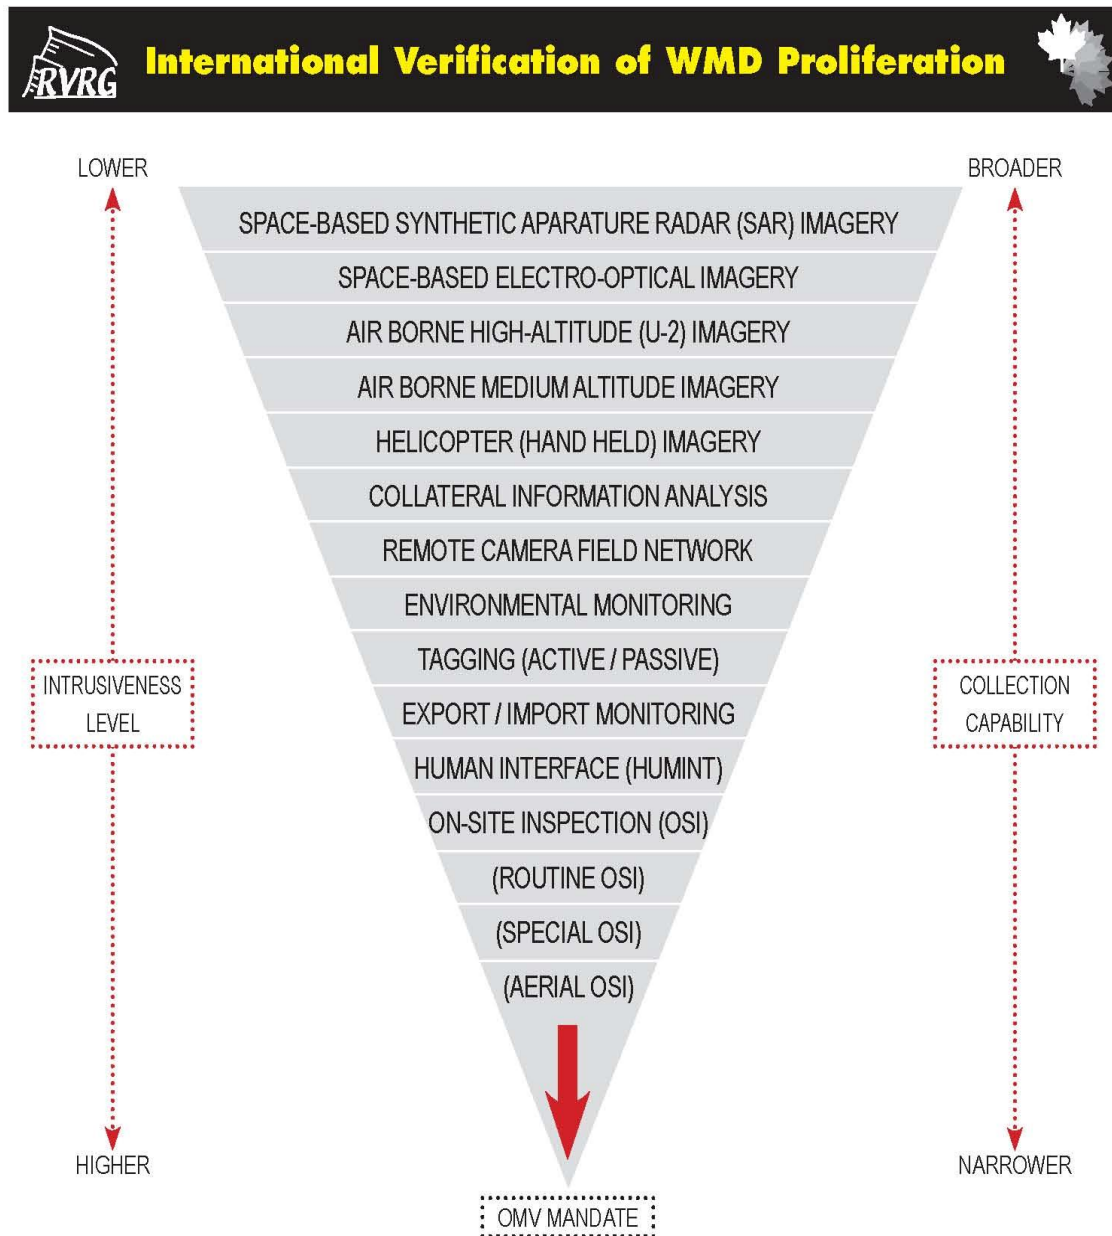 RVRG
International Verification of WMD Proliferation
LOWER
BROADER
SPACE-BASED SYNTHETIC APARATURE RADAR (SAR) IMAGERY
SPACE-BASED ELECTRO-OPTICAL IMAGERY
AIR BORNE HIGH-ALTITUDE (U-2) IMAGERY
AIR BORNE MEDIUM ALTITUDE IMAGERY
HELICOPTER (HAND HELD) IMAGERY
COLLATERAL INFORMATION ANALYSIS
REMOTE CAMERA FIELD NETWORK
ENVIRONMENTAL MONITORING
TAGGING (ACTIVE / PASSIVE)
EXPORT / IMPORT MONITORING
HUMAN INTERFACE (HUMINT)
ON-SITE INSPECTION (OSI)
(ROUTINE OSI)
(SPECIAL OSI)
(AERIAL OSI)
INTRUSIVENESS
LEVEL
COLLECTION
CAPABILITY
HIGHER
NARROWER
OMV MANDATE